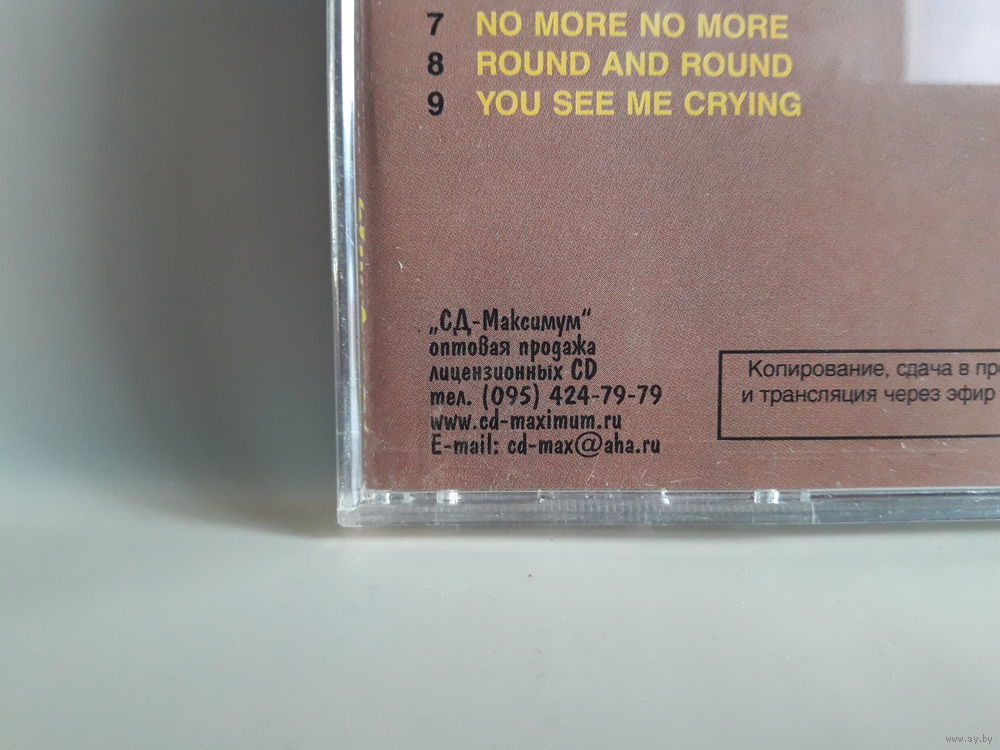 7 NO MORE NO MORE
8 ROUND AND ROUND
9 YOU SEE ME CRYING
„СД-Максимум“
оптовая продажа
лицензионных CD
тел. (095) 424-79-79
www.cd-maximum.ru
E-mail: cd-max@aha.ru
Копирование, сдача в
и трансляция через эфир
www.ay.by